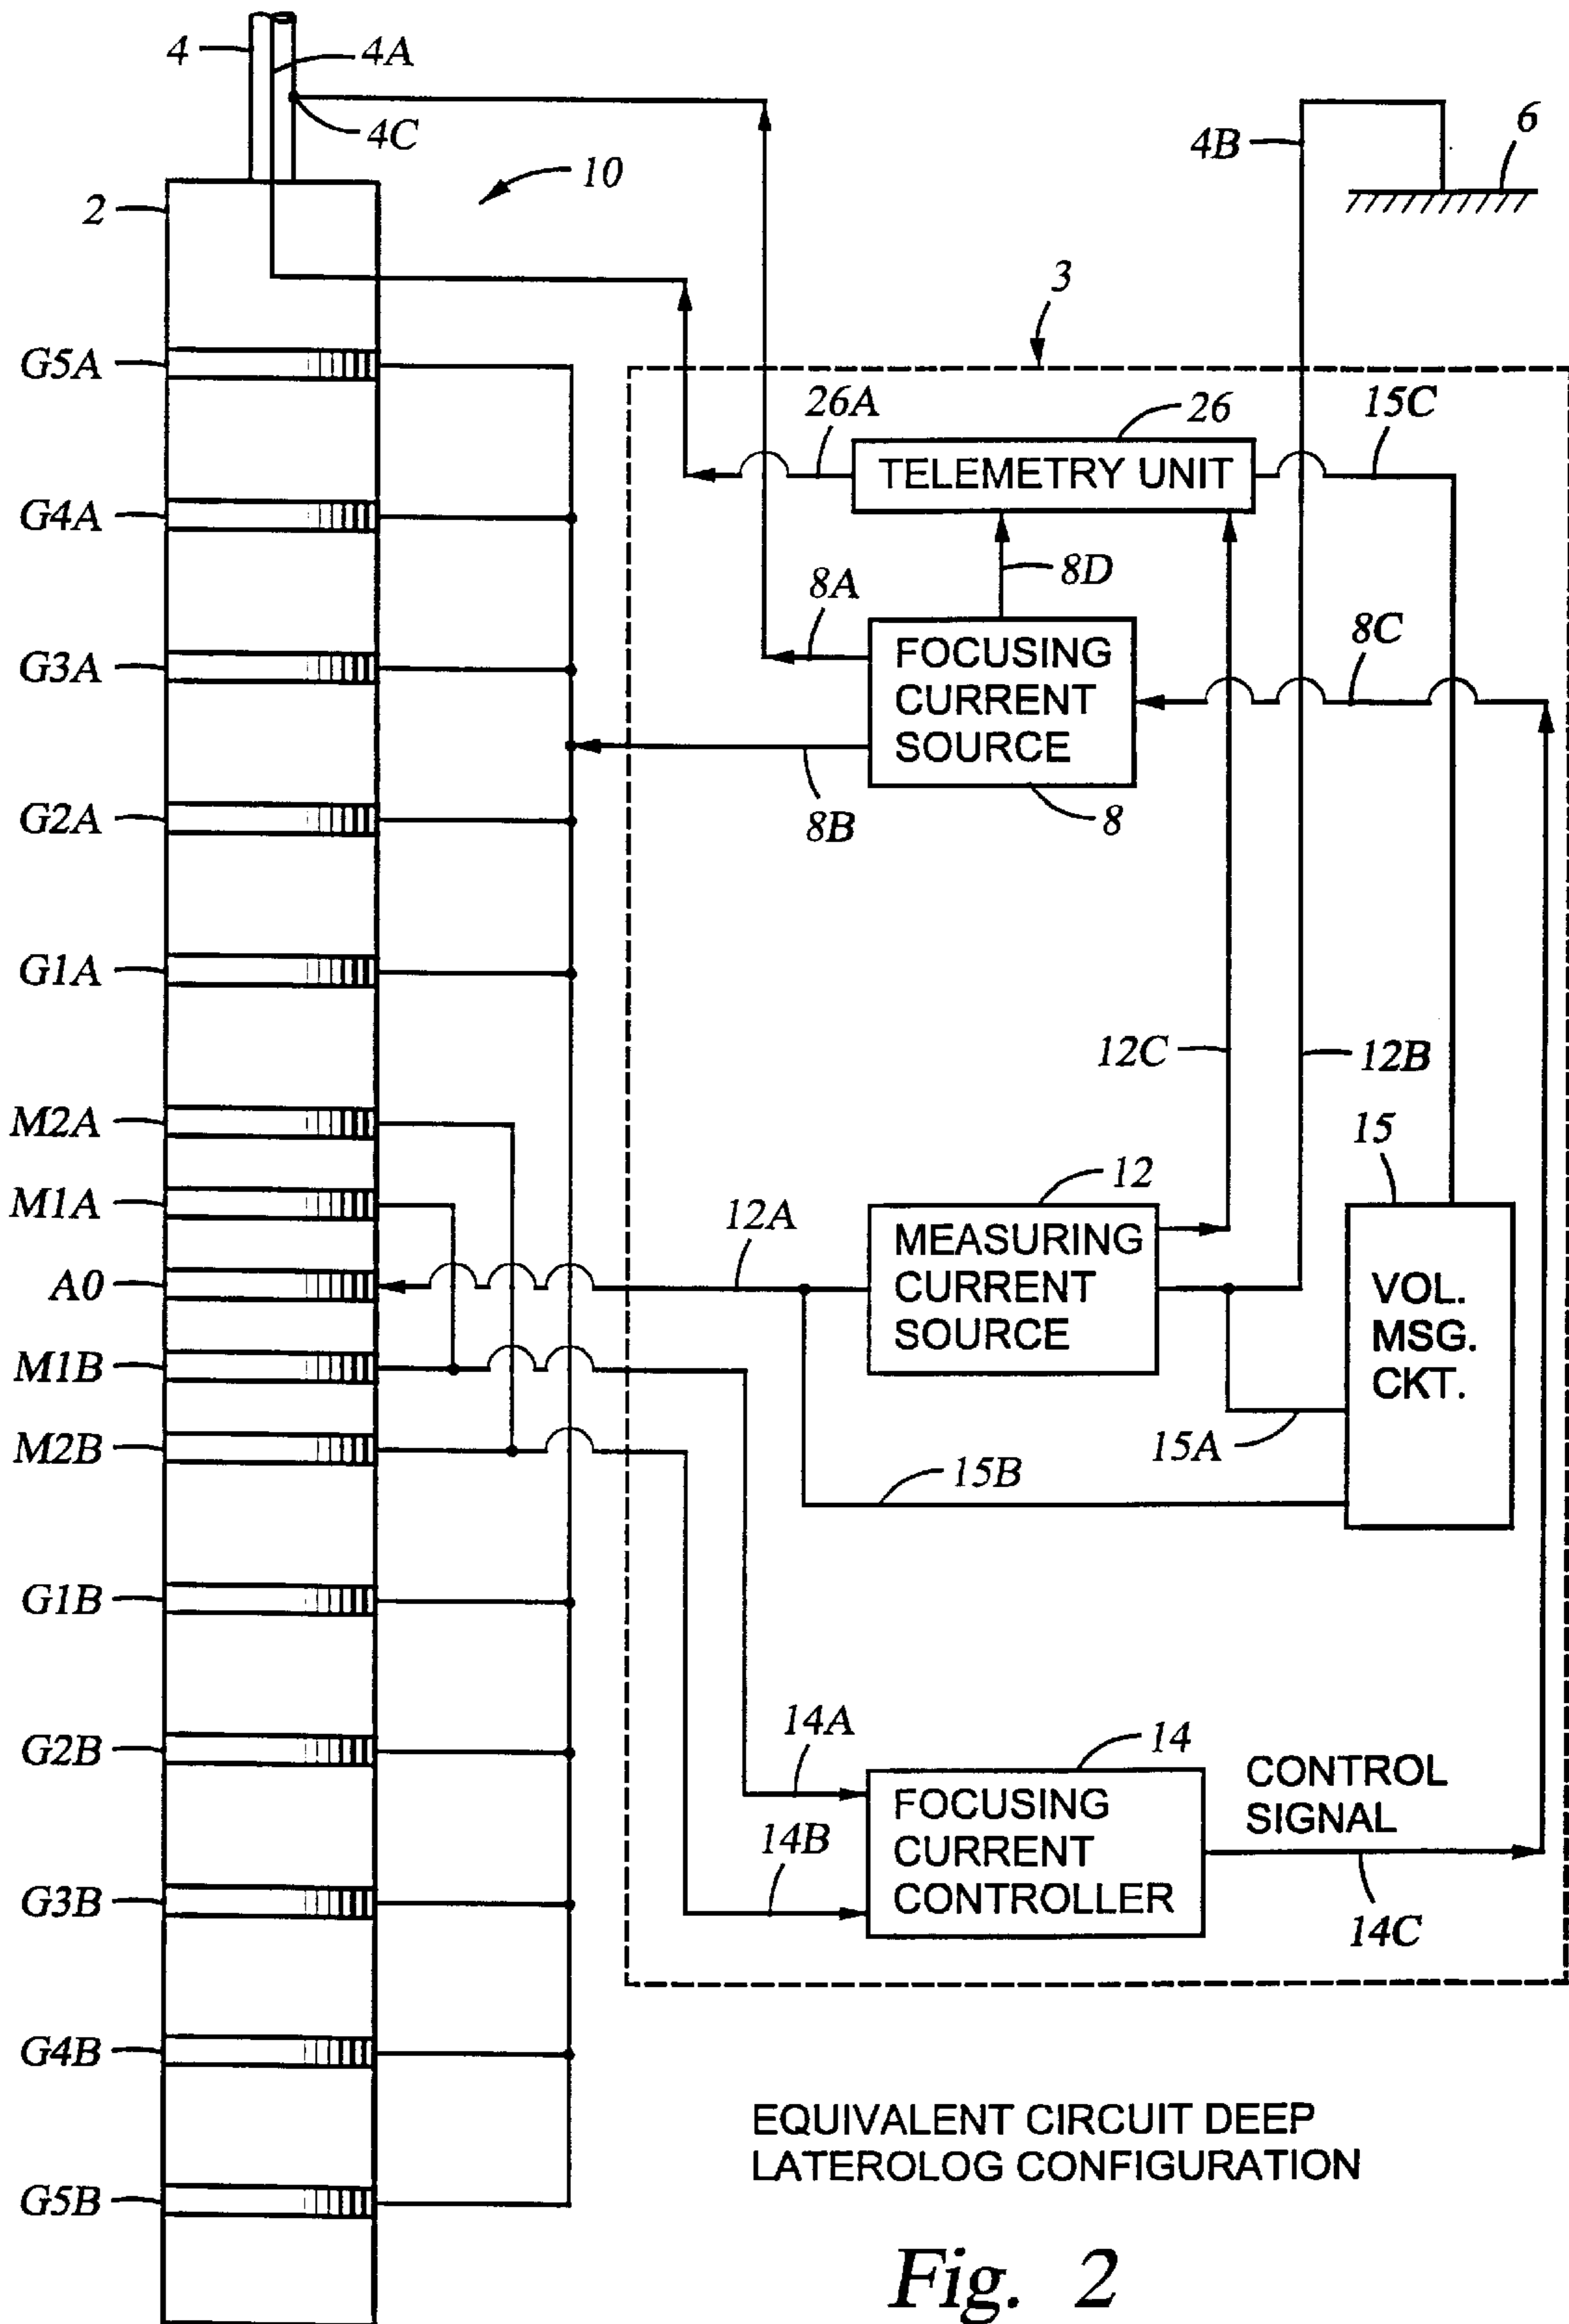 4
4A
4C
4B
6
10
2
3
G5A
26A
26
15C
TELEMETRY UNIT
G4A
8D
8A
8C
G3A
FOCUSING
CURRENT
SOURCE
8B
8
G2A
G1A
12C
12B
M2A
15
12
M1A
12A
MEASURING
CURRENT
SOURCE
A0
VOL.
MSG.
CKT.
M1B
M2B
15A
15B
G1B
14A
14
G2B
CONTROL
SIGNAL
FOCUSING
CURRENT
CONTROLLER
14B
G3B
14C
G4B
EQUIVALENT CIRCUIT DEEP
LATEROLOG CONFIGURATION
G5B
Fig. 2